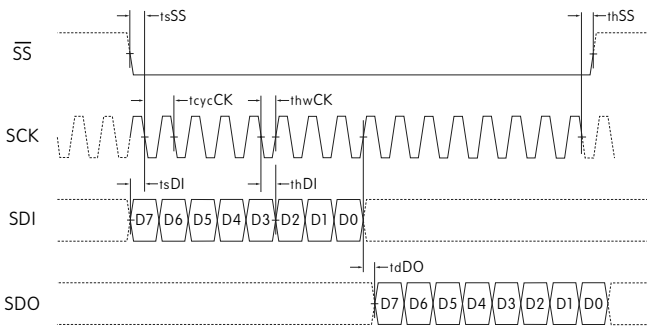 tsSS
thSS
SS
tcycCK
thwCK
SCK
tsDI
thDI
SDI
D7 D6 D5 D4 D3 D2 D1 D0
tdDO
SDO
D7 D6 D5 D4 D3 D2 D1 D0